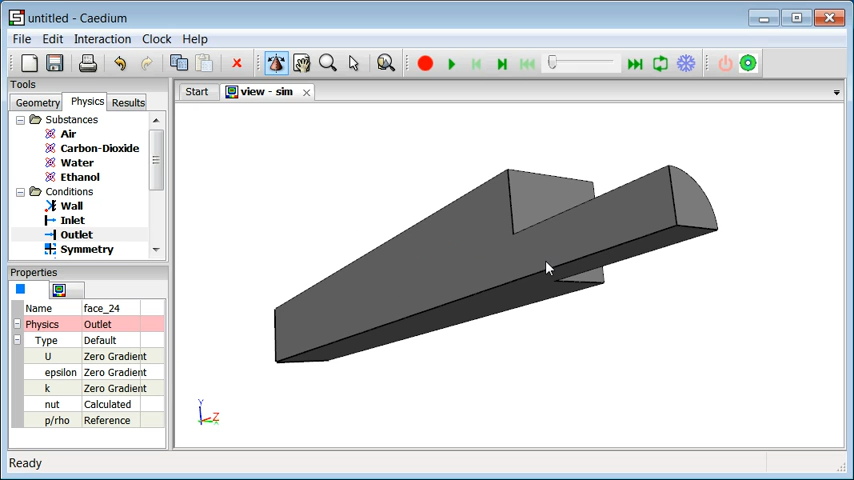 untitled - Caedium
File Edit Interaction Clock Help
Tools
Geometry Physics Results
Substances
Air
Carbon-Dioxide
Water
Ethanol
Conditions
Wall
Inlet
Outlet
Symmetry
Properties
Name face_24
Physics Outlet
Type Default
U Zero Gradient
epsilon Zero Gradient
k Zero Gradient
nut Calculated
p/rho Reference
Start view - sim
Y
Z
Ready